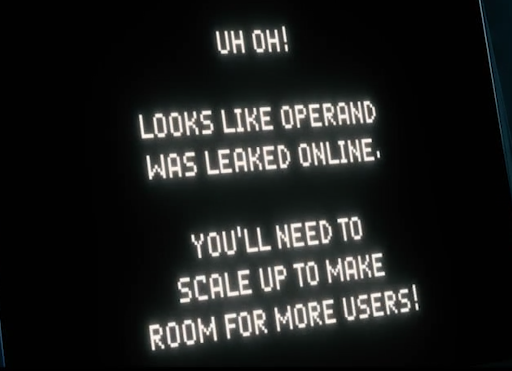 UH OH!
LOOKS LIKE OPERAND
WAS LEAKED ONLINE.
YOU'LL NEED TO
SCALE UP TO MAKE
ROOM FOR MORE USERS!